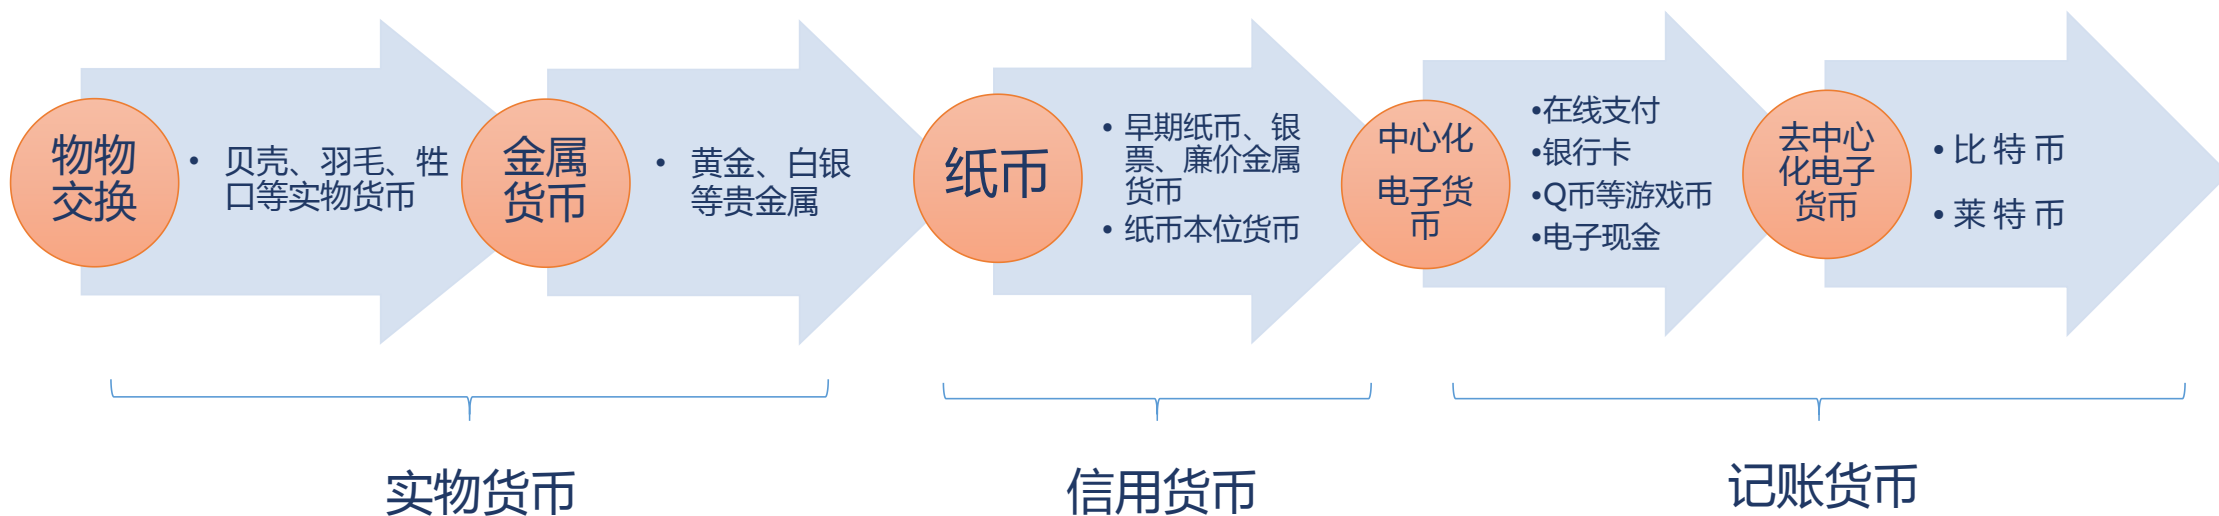 物物
交换
• 贝壳、羽毛、牲
口等实物货币
金属
货币
• 黄金、白银
等贵金属
纸币
• 早期纸币、银
票、廉价金属
货币
• 纸币本位货币
中心化
电子货
币
•在线支付
•银行卡
•Q币等游戏币
•电子现金
去中心
化电子
货币
• 比特币
• 莱特币
实物货币
信用货币
记账货币